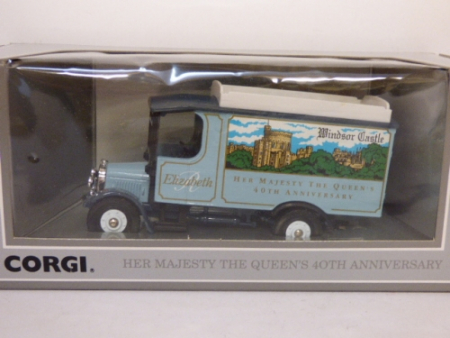 Windsor Castle
Elizabeth
R
HER MAJESTY THE QUEEN'S
40TH ANNIVERSARY
CORGI.
HER MAJESTY THE QUEEN'S 40TH ANNIVERSARY